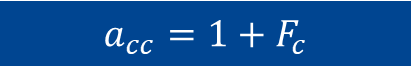 a_cc = 1 + F_c